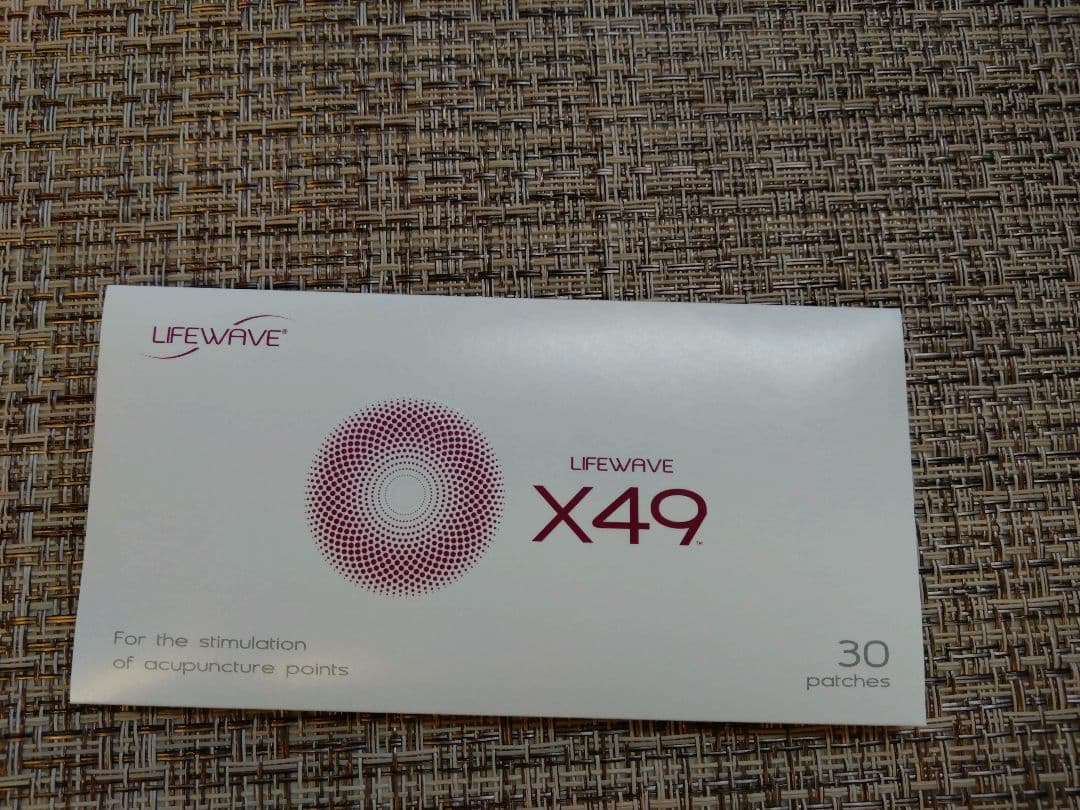 LIFEWAVE®
LIFEWAVE
X49™
For the stimulation
of acupuncture points
30
patches